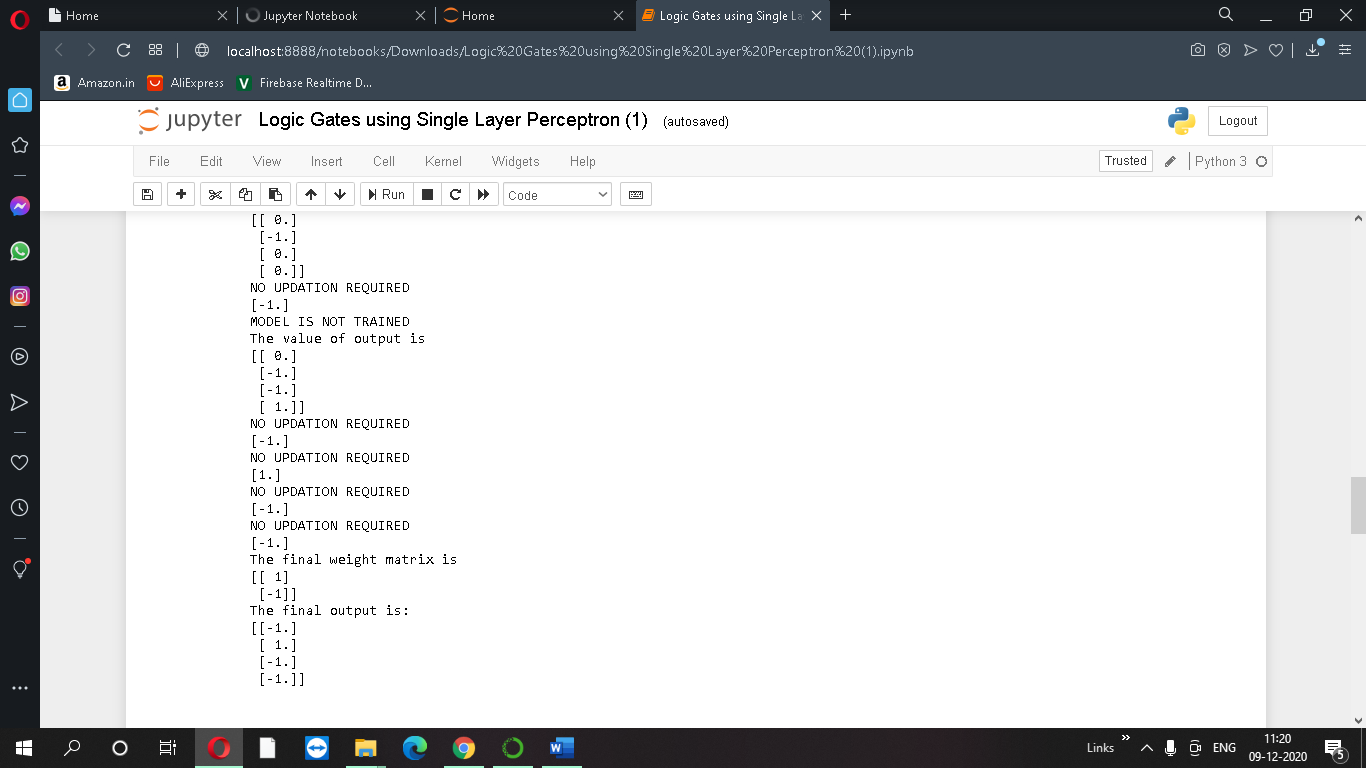 Home
Jupyter Notebook
Home
Logic Gates using Single La
localhost:8888/notebooks/Downloads/Logic%20Gates%20using%20Single%20Layer%20Perceptron%20(1).ipynb
a Amazon.in
AliExpress
V Firebase Realtime D...
jupyter Logic Gates using Single Layer Perceptron (1) (autosaved)
Logout
File Edit View Insert Cell Kernel Widgets Help
Trusted
Python 3
Run
Code
[[ 0.]
[-1.]
[ 0.]
[ 0.]]
NO UPDATION REQUIRED
[-1.]
MODEL IS NOT TRAINED
The value of output is
[[ 0.]
[-1.]
[-1.]
[ 1.]]
NO UPDATION REQUIRED
[-1.]
NO UPDATION REQUIRED
[1.]
NO UPDATION REQUIRED
[-1.]
NO UPDATION REQUIRED
[-1.]
The final weight matrix is
[[ 1]
[-1]]
The final output is:
[[-1.]
[ 1.]
[-1.]
[-1.]]
W
Links
ENG
11:20
09-12-2020
5